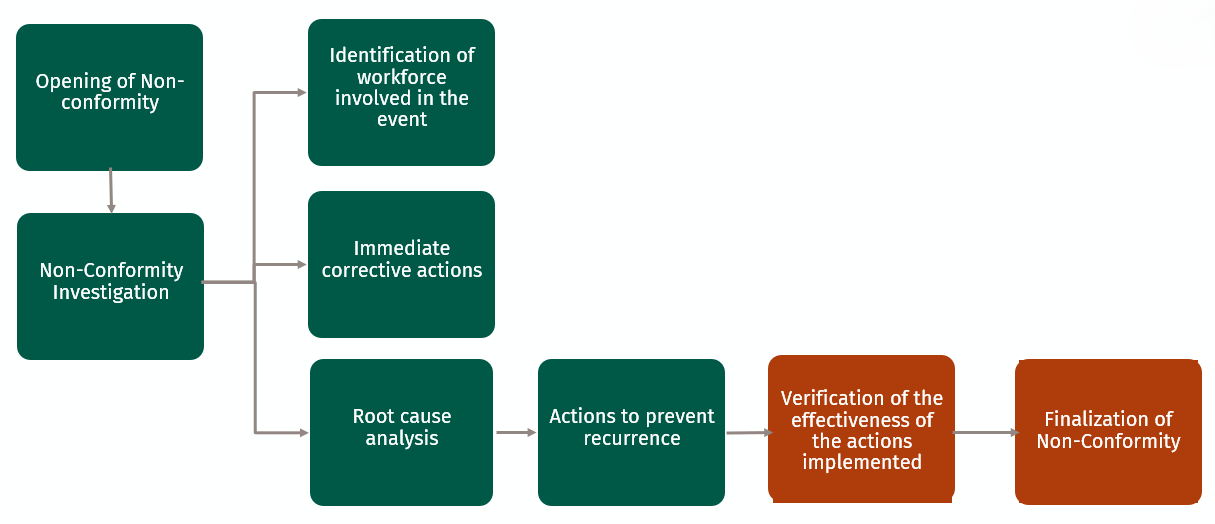 Opening of Non-
conformity
Identification of
workforce
involved in the
event
Non-Conformity
Investigation
Immediate
corrective actions
Root cause
analysis
Actions to prevent
recurrence
Verification of the
effectiveness of
the actions
implemented
Finalization of
Non-Conformity